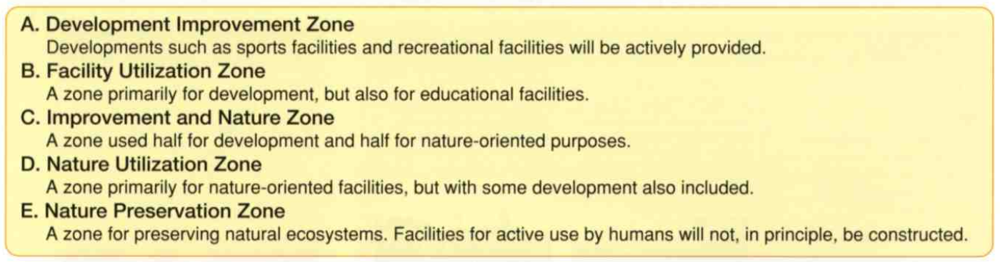 A. Development Improvement Zone
Developments such as sports facilities and recreational facilities will be actively provided.
B. Facility Utilization Zone
A zone primarily for development, but also for educational facilities.
C. Improvement and Nature Zone
A zone used half for development and half for nature-oriented purposes.
D. Nature Utilization Zone
A zone primarily for nature-oriented facilities, but with some development also included.
E. Nature Preservation Zone
A zone for preserving natural ecosystems. Facilities for active use by humans will not, in principle, be constructed.